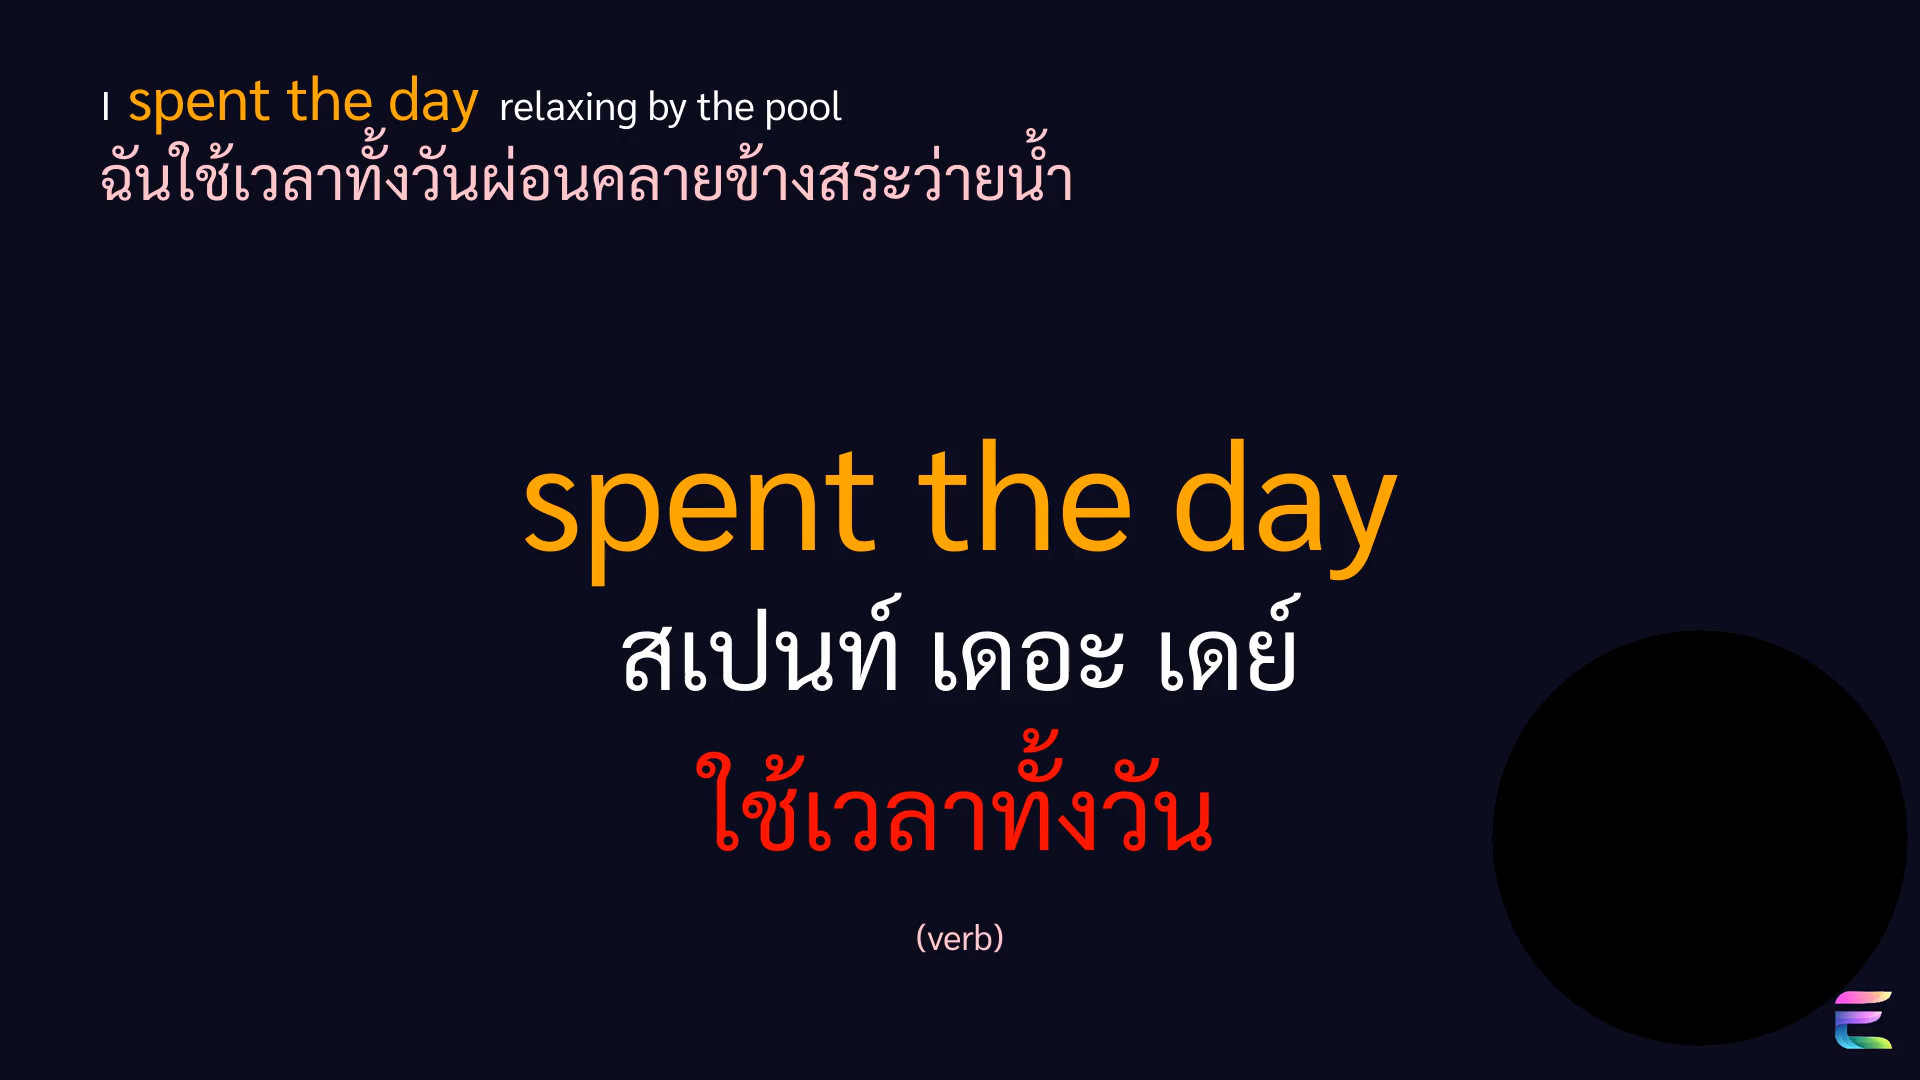 I spent the day relaxing by the pool
ฉันใช้เวลาทั้งวันผ่อนคลายข้างสระว่ายน้ำ
spent the day
สเปนท์ เดอะ เดย์
ใช้เวลาทั้งวัน
(verb)